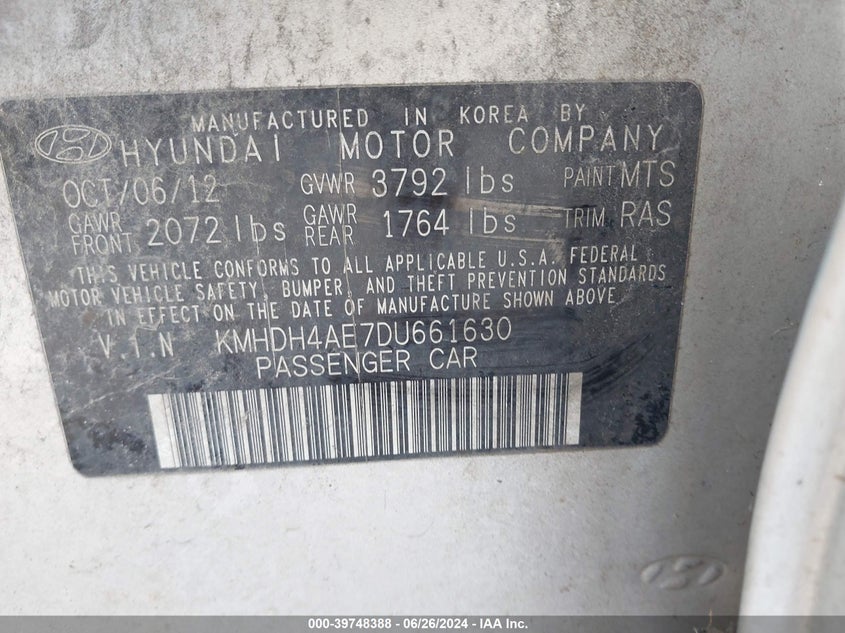 MANUFACTURED IN KOREA BY
HYUNDAI MOTOR COMPANY
OCT/06/12 GVWR 3792 lbs PAINT MTS
GAWR FRONT 2072 lbs GAWR REAR 1764 lbs TRIM RAS
THIS VEHICLE CONFORMS TO ALL APPLICABLE U.S.A. FEDERAL
MOTOR VEHICLE SAFETY, BUMPER, AND THEFT PREVENTION STANDARDS
IN EFFECT ON THE DATE OF MANUFACTURE SHOWN ABOVE
V.I.N KMHDH4AE7DU661630
PASSENGER CAR
000-39748388 - 06/26/2024 - IAA Inc.